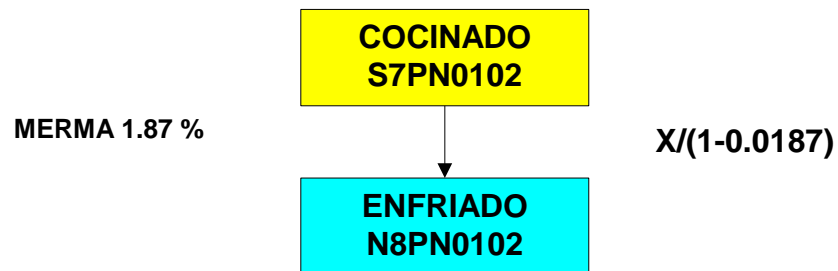 COCINADO
S7PN0102
MERMA 1.87 %
X/(1-0.0187)
ENFRIADO
N8PN0102